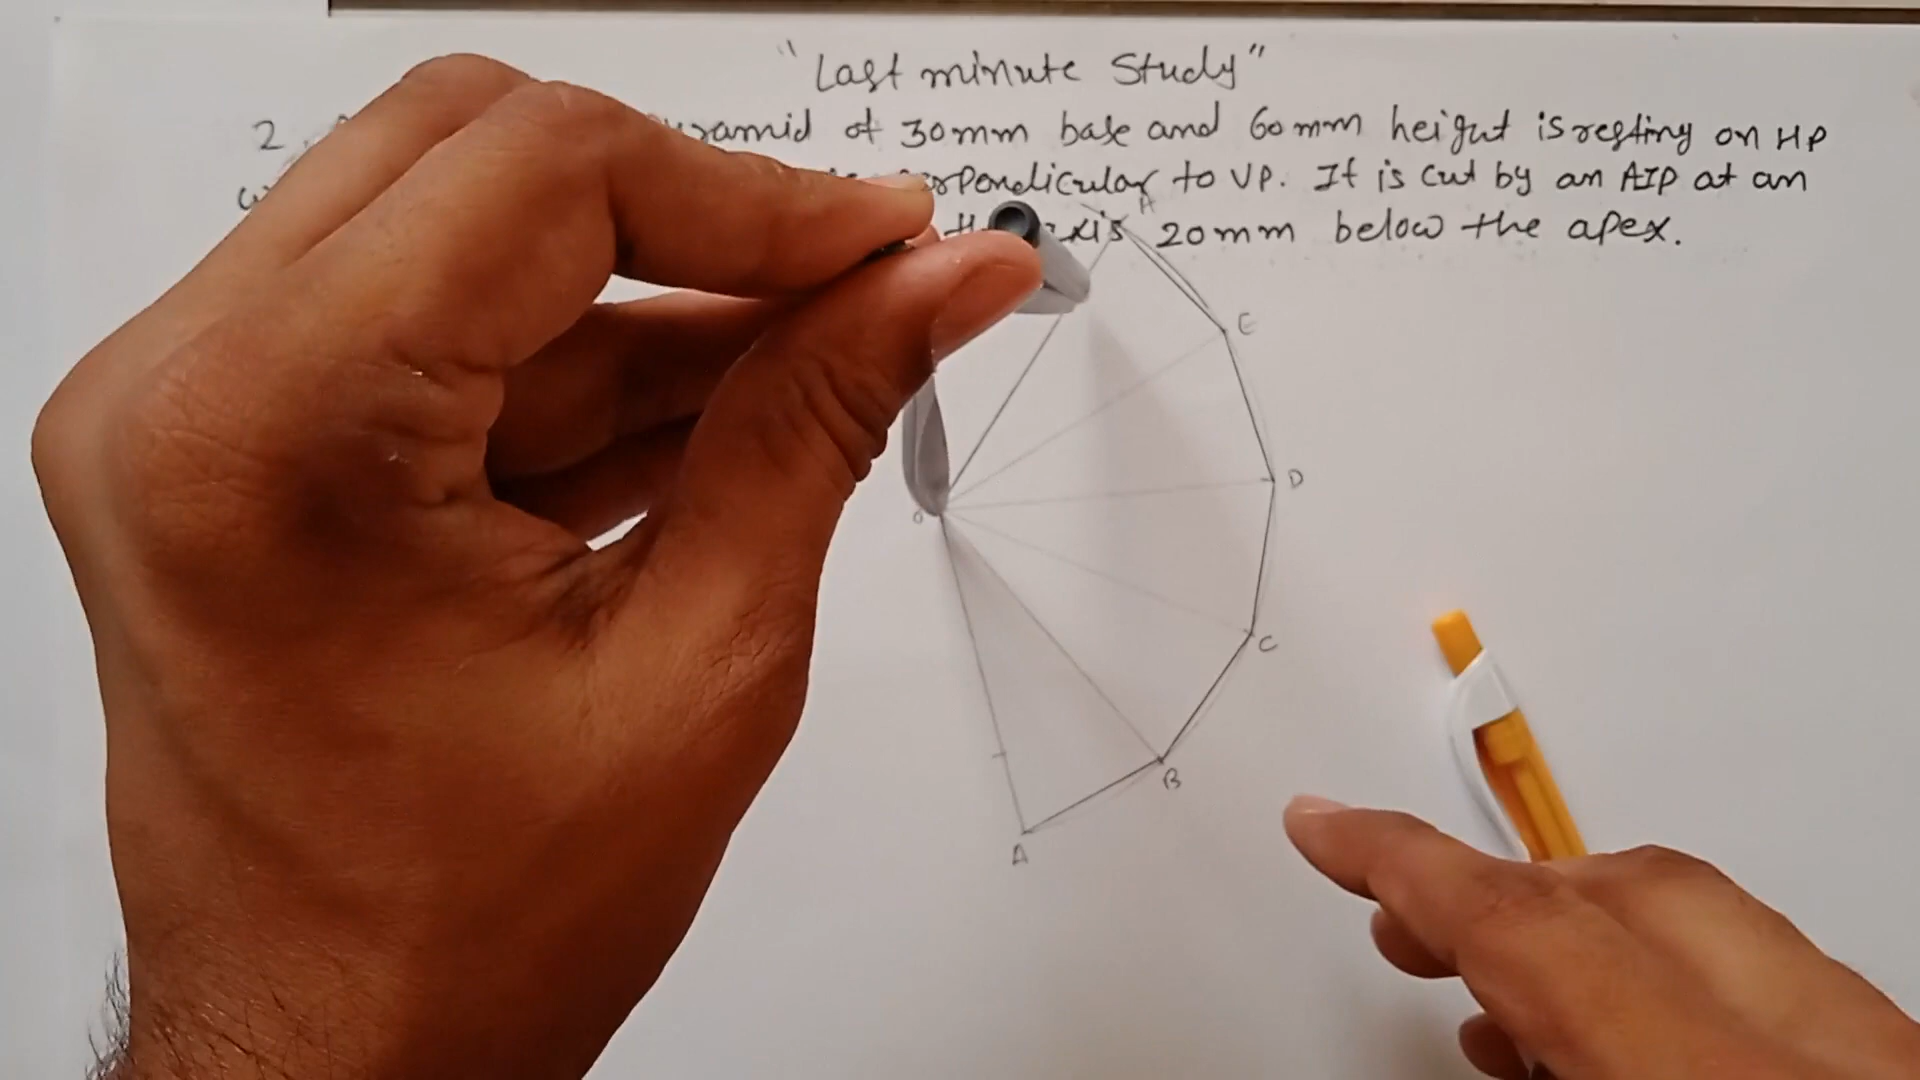 "Last minute Study"
2. of 30mm base and 60mm height is resting on HP
perpendicular to VP. It is cut by an AIP at an
axis 20mm below the apex.
A
E
D
O
C
B
A